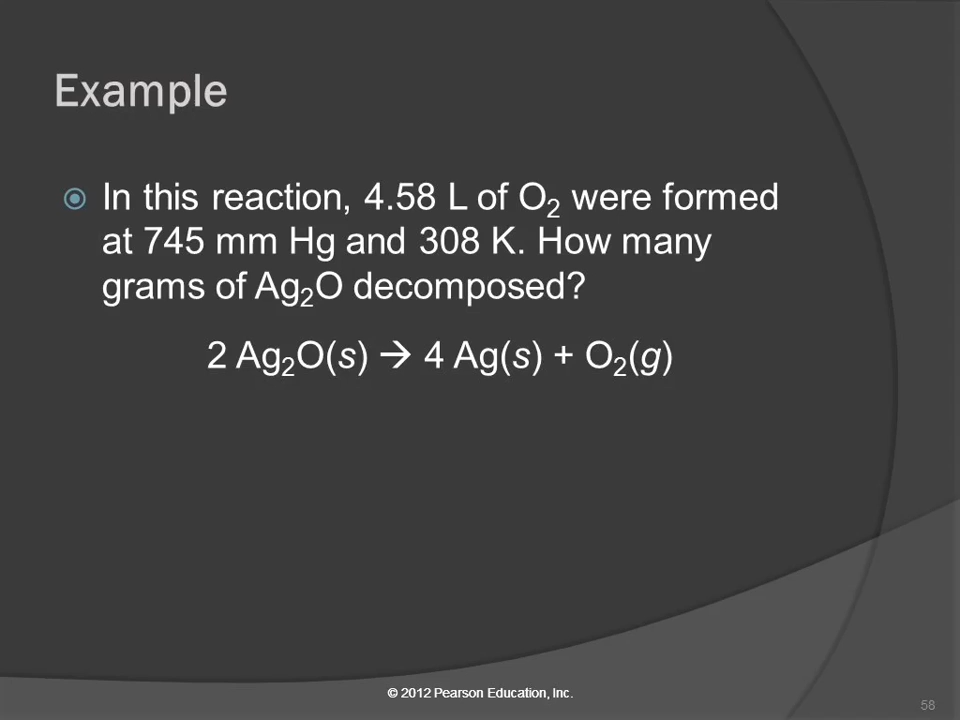 Example
In this reaction, 4.58 L of O₂ were formed
at 745 mm Hg and 308 K. How many
grams of Ag₂O decomposed?
2 Ag₂O(s) → 4 Ag(s) + O₂(g)
© 2012 Pearson Education, Inc.
58